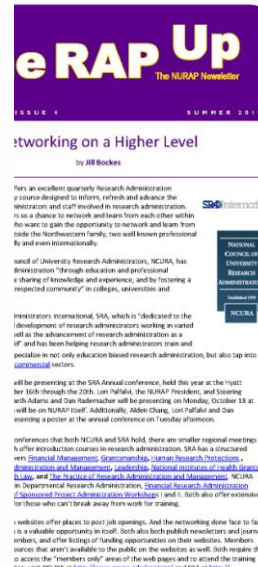 e RAP Up
The NURAP Newsletter
ISSUE 4 SUMMER 201
etworking on a Higher Level
by Jill Bockes
ffers an excellent quarterly Research Administration
y course designed to inform, refresh and advance the
ministrators and staff involved in research administration.
rs us a chance to network and learn from each other within
ho want to gain the opportunity to network and learn from
tside the Northwestern family, two well known professional
lly and even internationally.
SRA Internat
NATIONAL
COUNCIL OF
UNIVERSITY
RESEARCH
ADMINISTRATO
NCURA
uncil of University Research Administrators, NCURA, has
dministration "through education and professional
e sharing of knowledge and experience, and by fostering a
respected community" in colleges, universities and
ministrators International, SRA, which is "dedicated to the
d development of research administrators working in varied
well as the advancement of research administration as a
ld" and has been helping research administrators train and
pecialize in not only education biased research administration, but also tap into
commercial sectors.
will be presenting at the SRA Annual conference, held this year at the Hyatt
ber 16th through the 20th. Lori Palfalvi, the NURAP President, and Steering
eth Adams and Dan Rademacher will be presenting on Monday, October 18 at
will be on NURAP itself. Additionally, Alden Chang, Lori Palfalvi and Dan
esenting a poster at the annual conference on Tuesday afternoon.
onferences that both NCURA and SRA hold, there are smaller regional meetings
h offer introduction courses in research administration. SRA has a structured
vers Financial Management, Grantsmanship, Human Research Protections,
dministration and Management, Leadership, National Institutes of Health Grants
h Law, and The Practice of Research Administration and Management. NCURA
in Departmental Research Administration, Financial Research Administration
f Sponsored Project Administration Workshops I and II. Both also offer extensive
for those who can't break away from work for training.
websites offer places to post job openings. And the networking done face to fa
is a valuable opportunity in itself. Both also both publish newsletters and journa
embers, and offer listings of funding opportunities on their websites. Members
ources that aren't available to the public on the websites as well. Both require th
o access the "members only" areas of the web pages and to attend the training